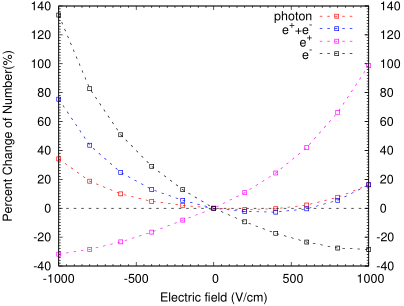 140 140
120 120
100 100
80 80
60 60
40 40
20 20
0 0
-20 -20
-40 -40
-1000 -500 0 500 1000
Percent Change of Number(%)
Electric field (V/cm)
photon
e⁺+e⁻
e⁺
e⁻